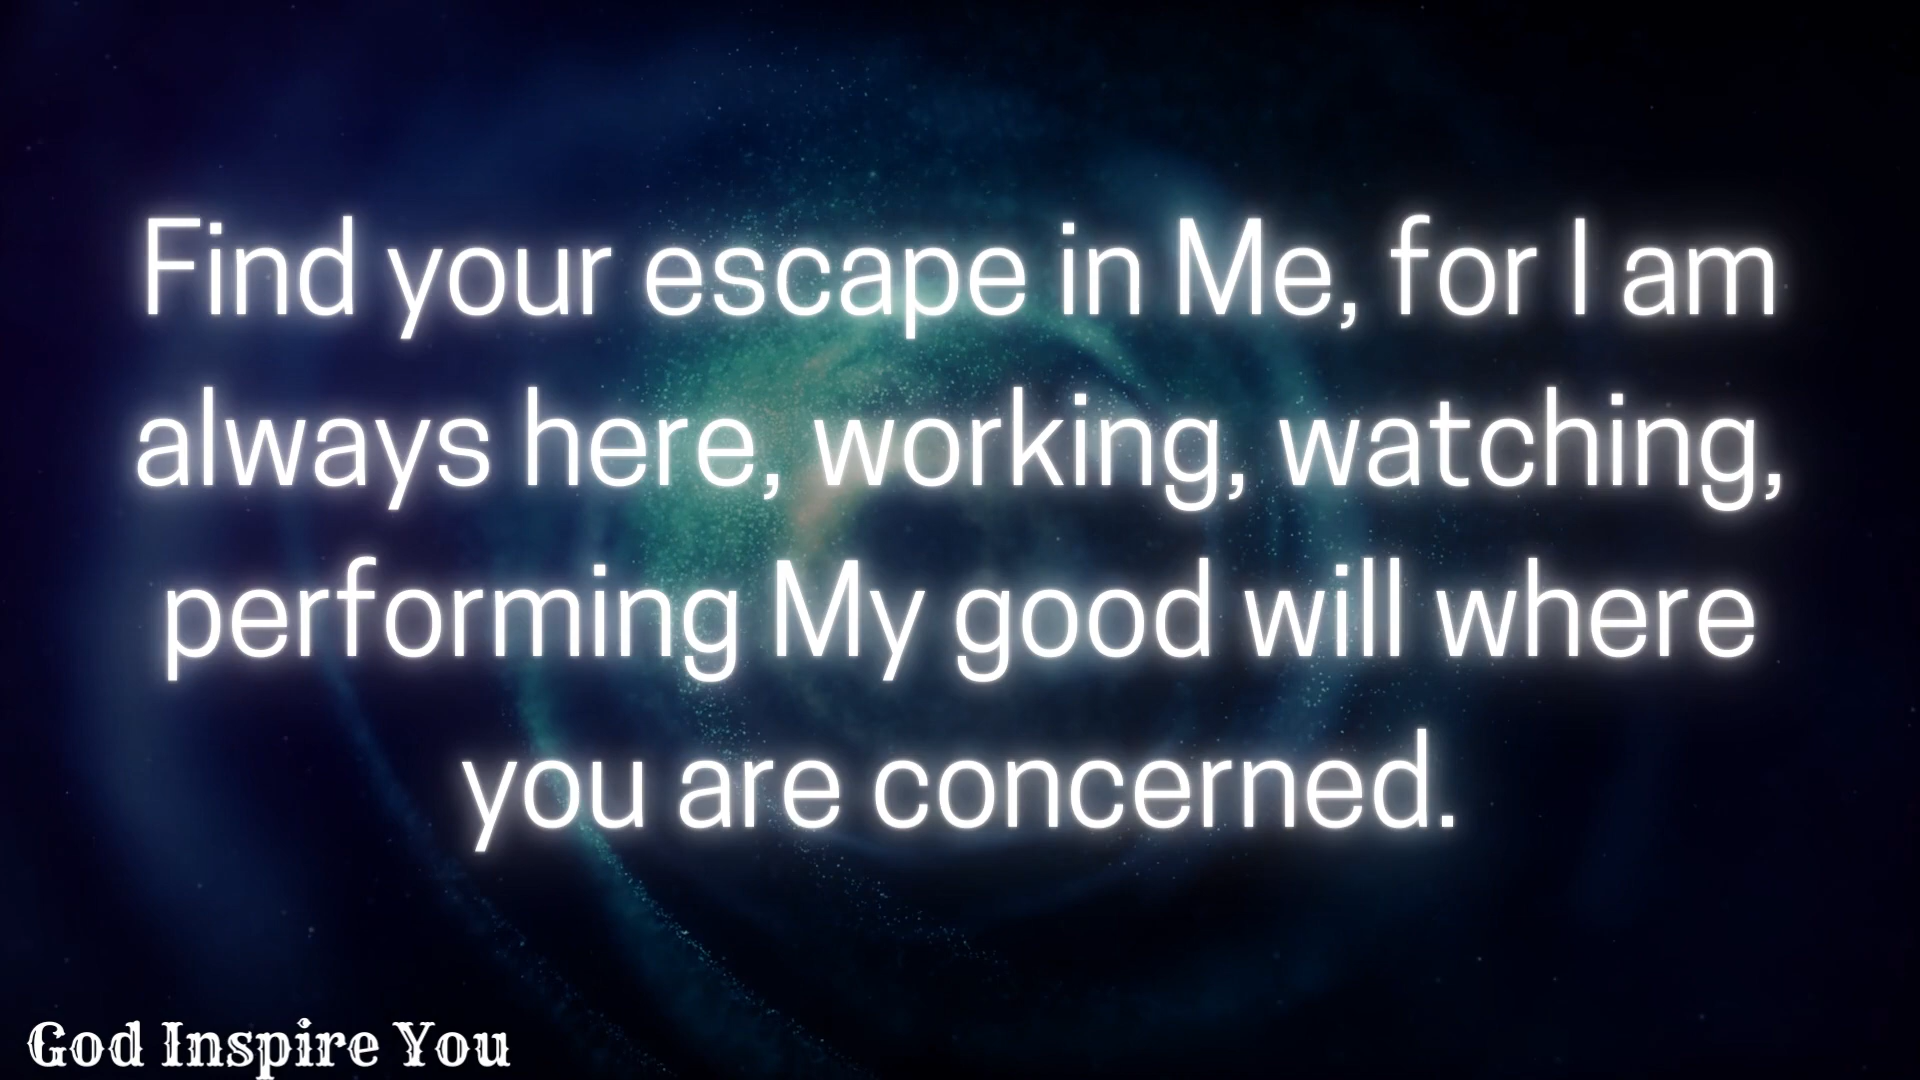 Find your escape in Me, for I am
always here, working, watching,
performing My good will where
you are concerned.
God Inspire You